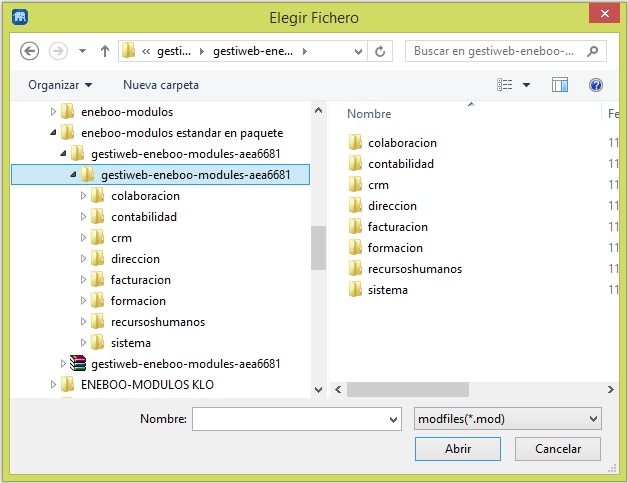 Elegir Fichero
« gesti... ▸ gestiweb-ene... ▸
Buscar en gestiweb-eneboo-...
Organizar
Nueva carpeta
eneboo-modulos
eneboo-modulos estandar en paquete
gestiweb-eneboo-modules-aea6681
gestiweb-eneboo-modules-aea6681
colaboracion
contabilidad
crm
direccion
facturacion
formacion
recursoshumanos
sistema
gestiweb-eneboo-modules-aea6681
ENEBOO-MODULOS KLO
Nombre
Fe
colaboracion
11
contabilidad
11
crm
11
direccion
11
facturacion
11
formacion
11
recursoshumanos
11
sistema
11
Nombre:
modfiles(*.mod)
Abrir
Cancelar